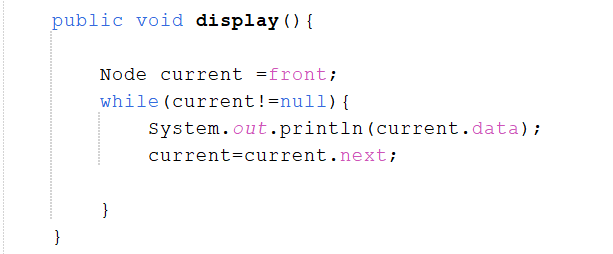 public void display(){
Node current =front;
while(current!=null){
System.out.println(current.data);
current=current.next;
}
}